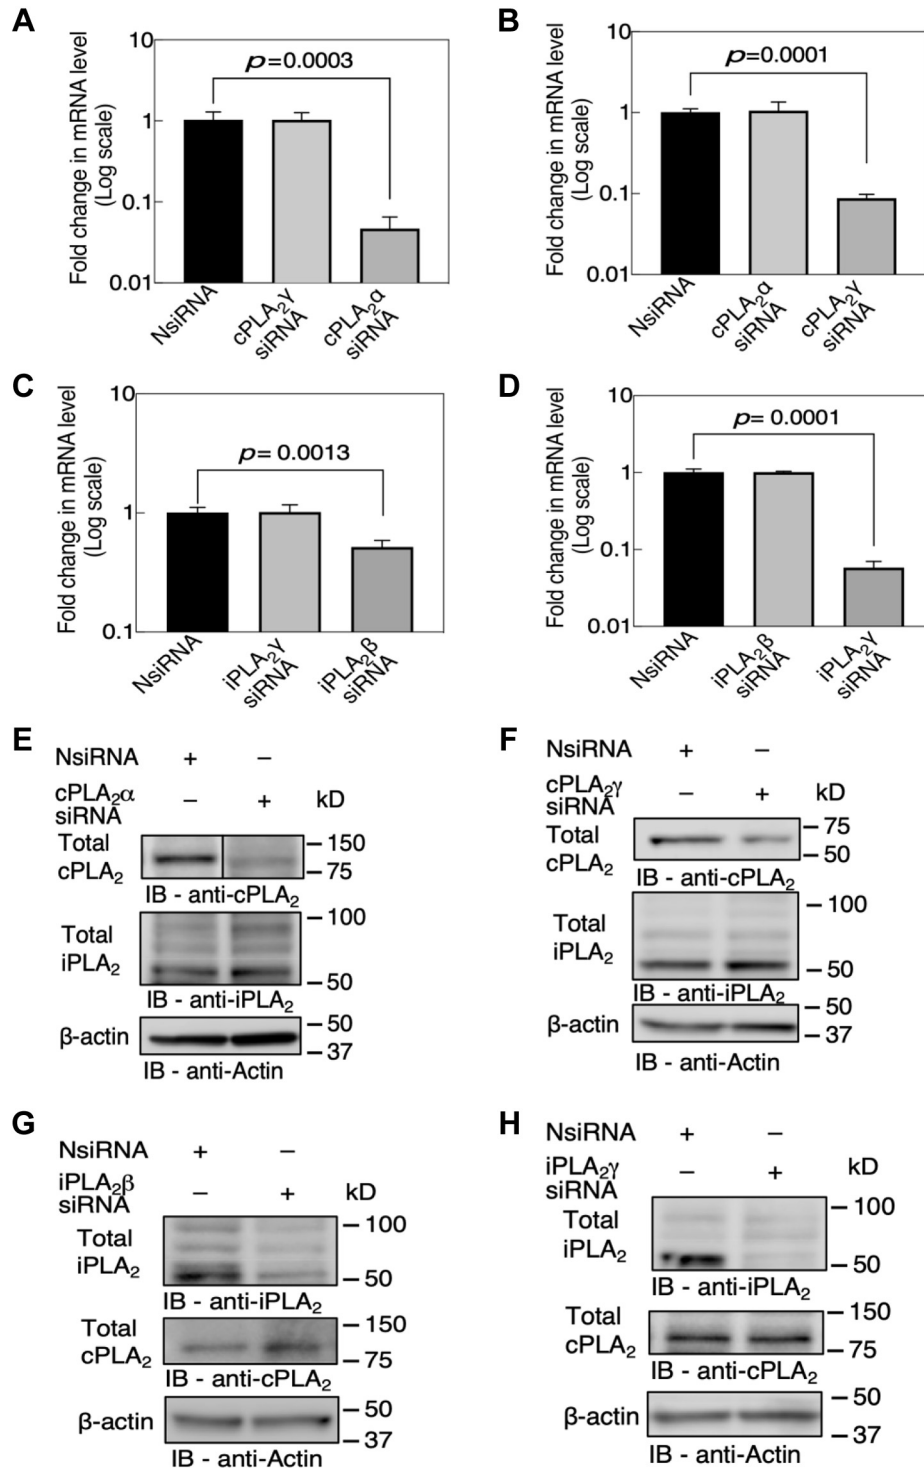 A
Fold change in mRNA level
(Log scale)
10
1
0.1
0.01
p=0.0003
NsiRNA
cPLA₂γ
siRNA
cPLA₂α
siRNA
B
Fold change in mRNA level
(Log scale)
10
1
0.1
0.01
p=0.0001
NsiRNA
cPLA₂α
siRNA
cPLA₂γ
siRNA
C
Fold change in mRNA level
(Log scale)
10
1
0.1
p= 0.0013
NsiRNA
iPLA₂γ
siRNA
iPLA₂β
siRNA
D
Fold change in mRNA level
(Log scale)
10
1
0.1
0.01
p= 0.0001
NsiRNA
iPLA₂β
siRNA
iPLA₂γ
siRNA
E
NsiRNA + –
cPLA₂α
siRNA – + kD
Total
cPLA₂
– 150
– 75
IB - anti-cPLA₂
Total
iPLA₂
– 100
– 50
IB - anti-iPLA₂
β-actin
– 50
– 37
IB - anti-Actin
F
NsiRNA + –
cPLA₂γ
siRNA – + kD
Total
cPLA₂
– 75
– 50
IB - anti-cPLA₂
Total
iPLA₂
– 100
– 50
IB - anti-iPLA₂
β-actin
– 50
– 37
IB - anti-Actin
G
NsiRNA + –
iPLA₂β
siRNA – + kD
Total
iPLA₂
– 100
– 50
IB - anti-iPLA₂
Total
cPLA₂
– 150
– 75
IB - anti-cPLA₂
β-actin
– 50
– 37
IB - anti-Actin
H
NsiRNA + –
iPLA₂γ
siRNA – + kD
Total
iPLA₂
– 100
– 50
IB - anti-iPLA₂
Total
cPLA₂
– 150
– 75
IB - anti-cPLA₂
β-actin
– 50
– 37
IB - anti-Actin